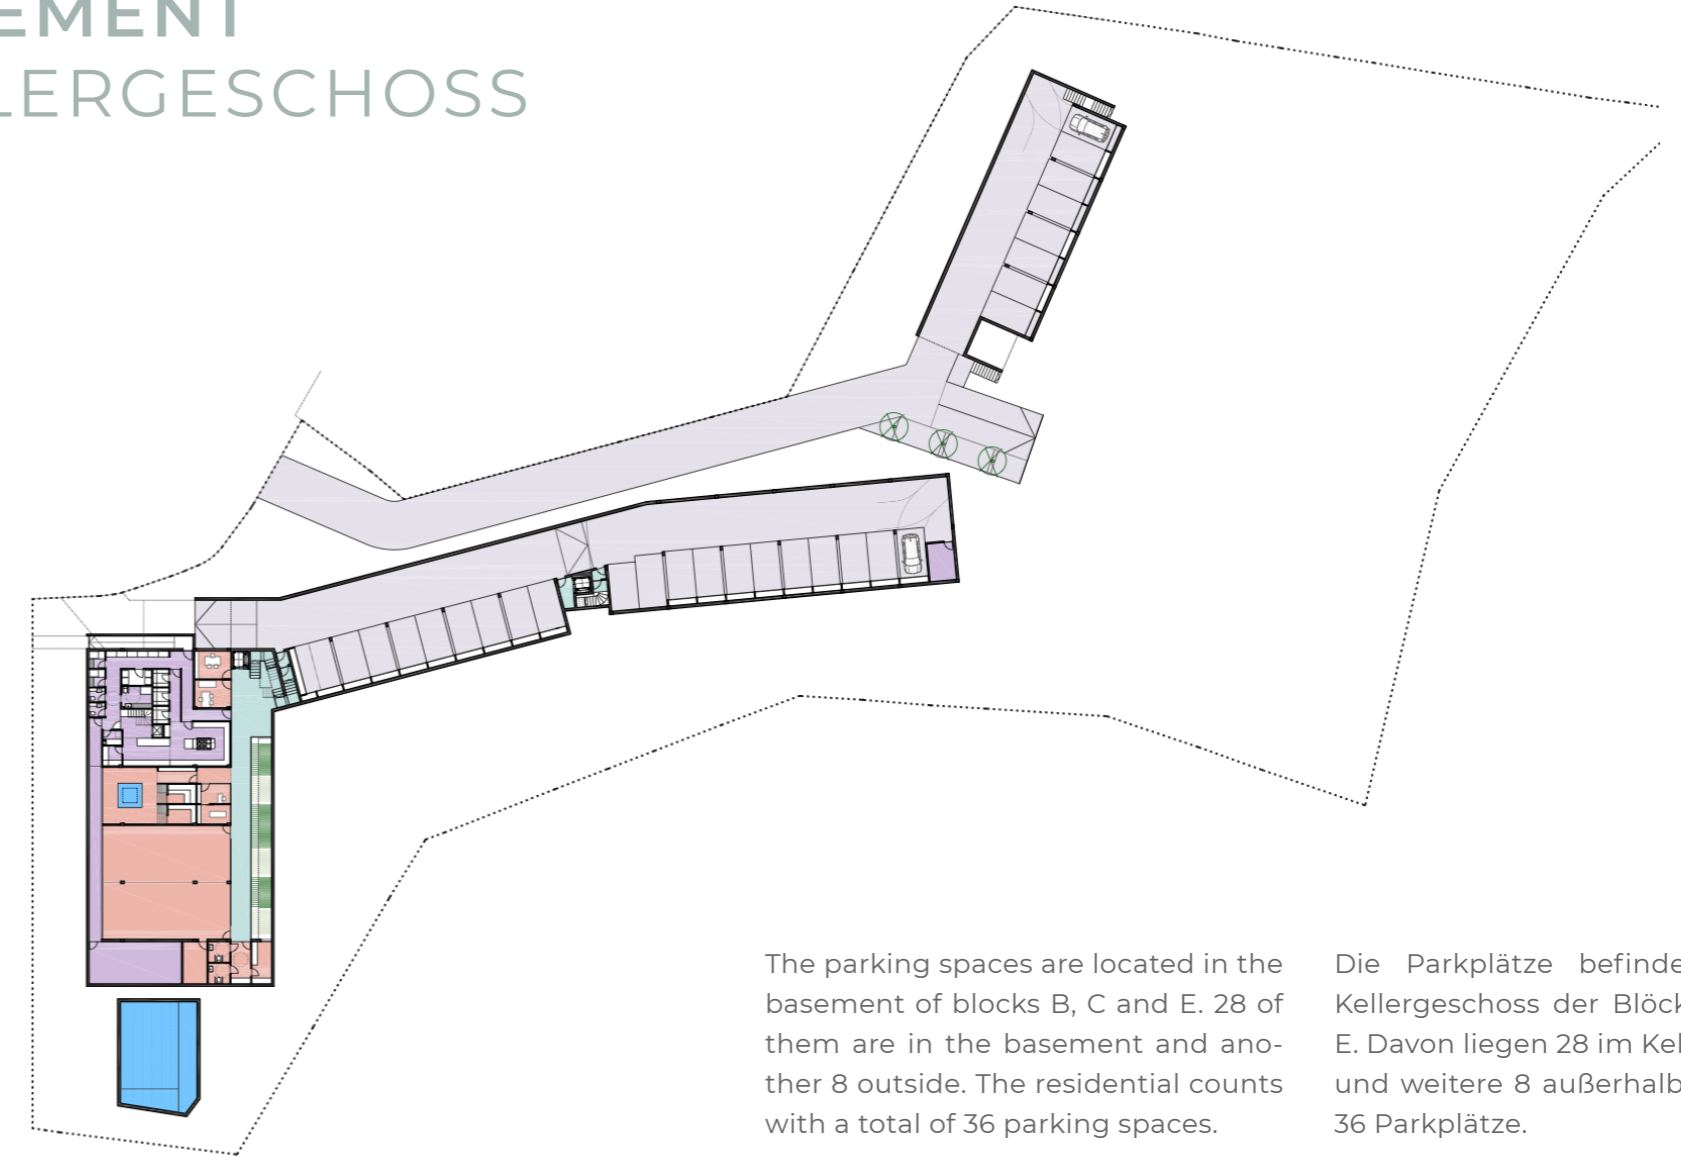 EMENT
LERGESCHOSS
The parking spaces are located in the
basement of blocks B, C and E. 28 of
them are in the basement and ano-
ther 8 outside. The residential counts
with a total of 36 parking spaces.
Die Parkplätze befinde
Kellergeschoss der Blöck
E. Davon liegen 28 im Kel
und weitere 8 außerhalb
36 Parkplätze.